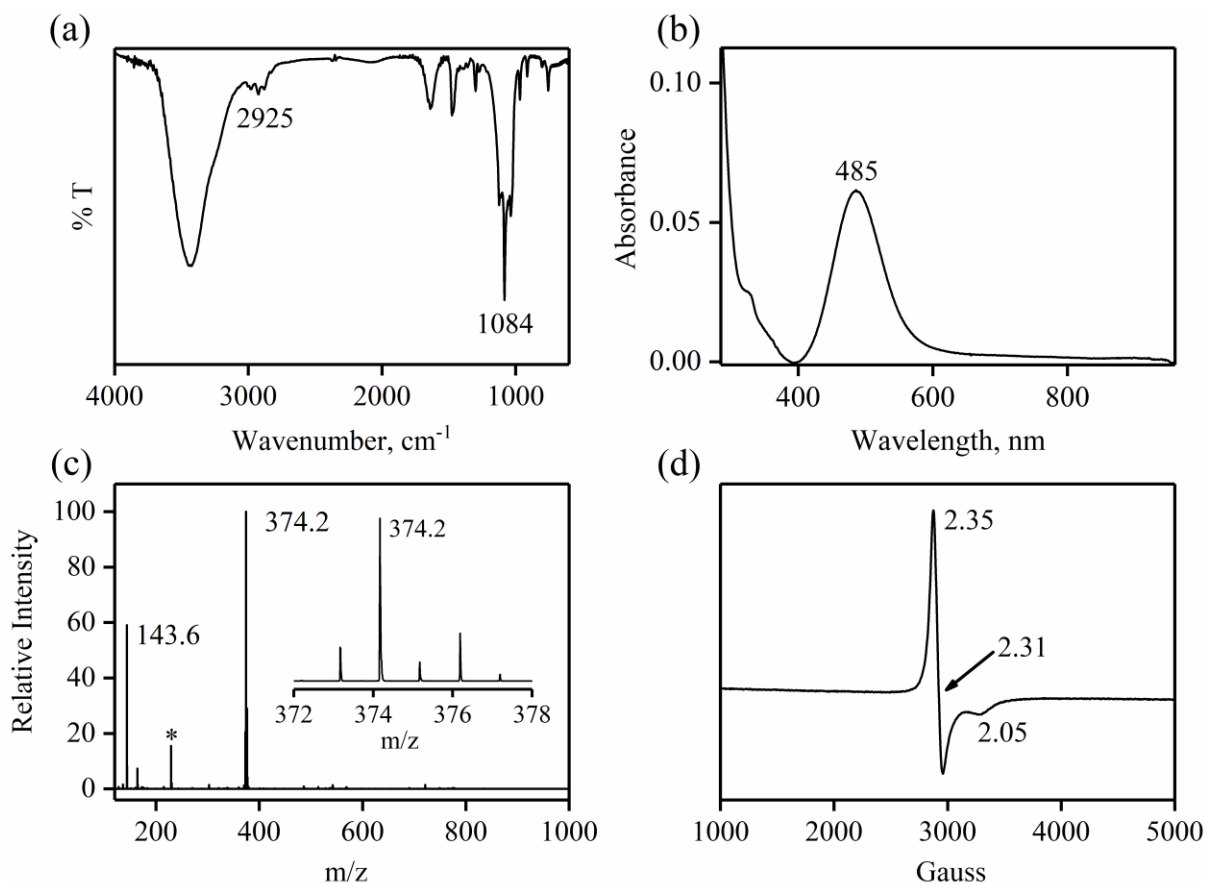 (a)
% T
2925
1084
4000 3000 2000 1000
Wavenumber, cm-1
(b)
Absorbance
0.10
0.05
0.00
485
400 600 800
Wavelength, nm
(c)
Relative Intensity
100
80
60
40
20
0
374.2
143.6
*
374.2
372 374 376 378
m/z
200 400 600 800 1000
m/z
(d)
2.35
2.31
2.05
1000 2000 3000 4000 5000
Gauss